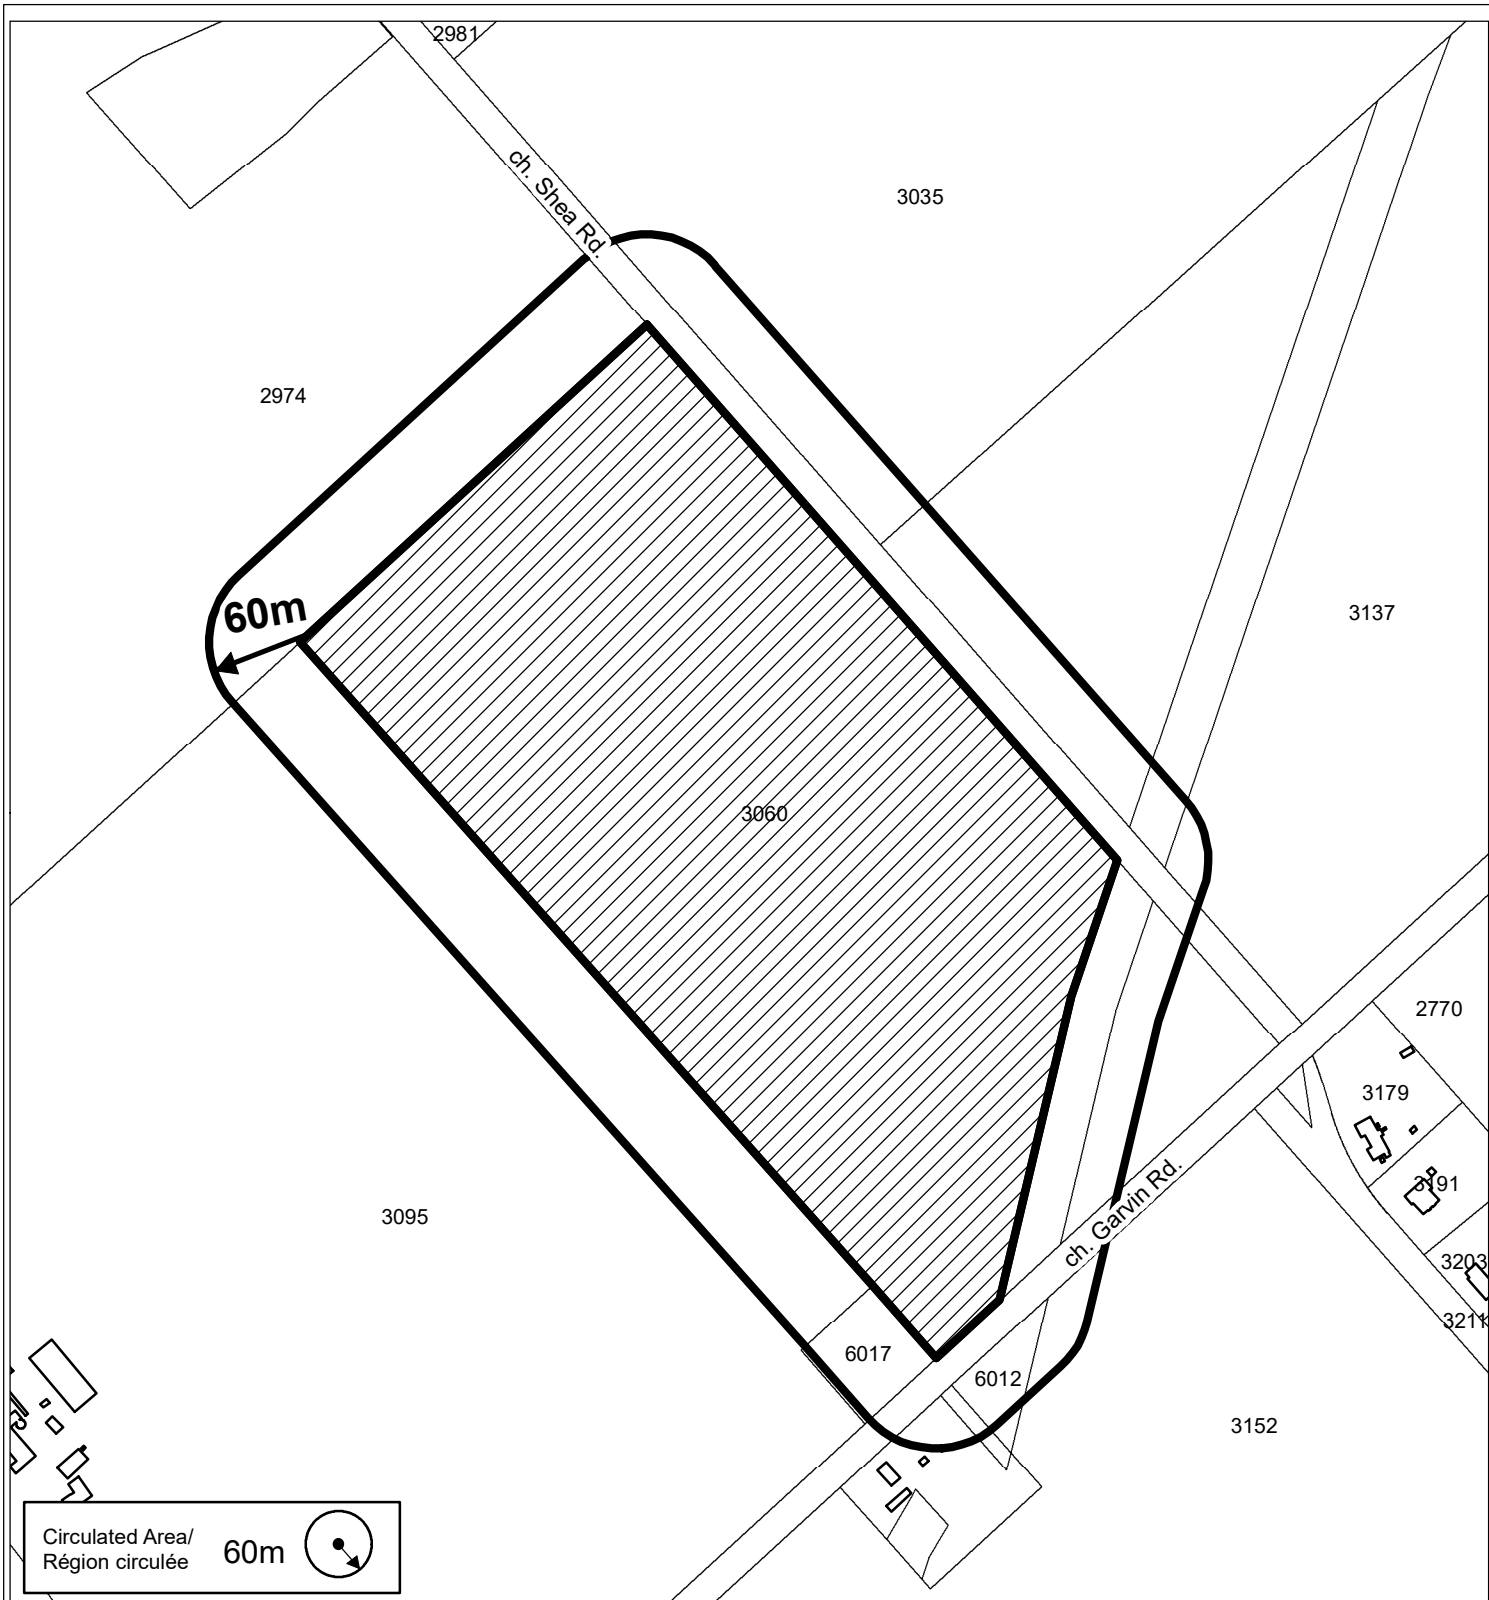 2981
ch. Shea Rd.
3035
2974
60m
3137
3060
2770
3179
3191
ch. Garvin Rd.
3095
3203
3211
6017
6012
3152
Circulated Area/
Région circulée
60m